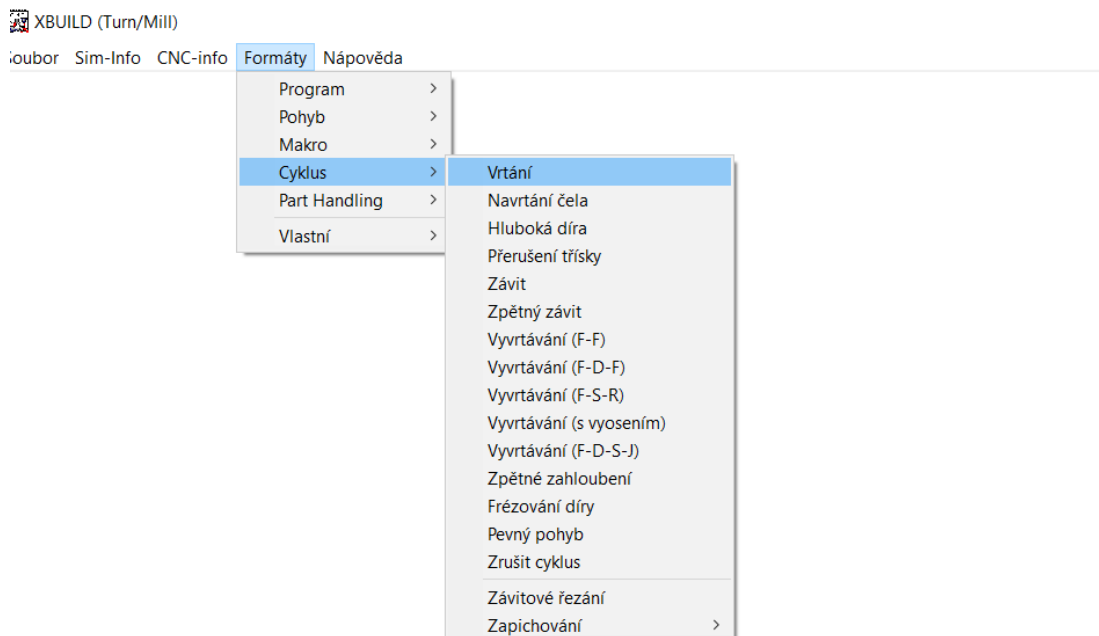 XBUILD (Turn/Mill)
Soubor Sim-Info CNC-info Formáty Nápověda
Program
Pohyb
Makro
Cyklus
Part Handling
Vlastní
Vrtání
Navrtání čela
Hluboká díra
Přerušení třísky
Závit
Zpětný závit
Vyvrtávání (F-F)
Vyvrtávání (F-D-F)
Vyvrtávání (F-S-R)
Vyvrtávání (s vyosením)
Vyvrtávání (F-D-S-J)
Zpětné zahloubení
Frézování díry
Pevný pohyb
Zrušit cyklus
Závitové řezání
Zapichování